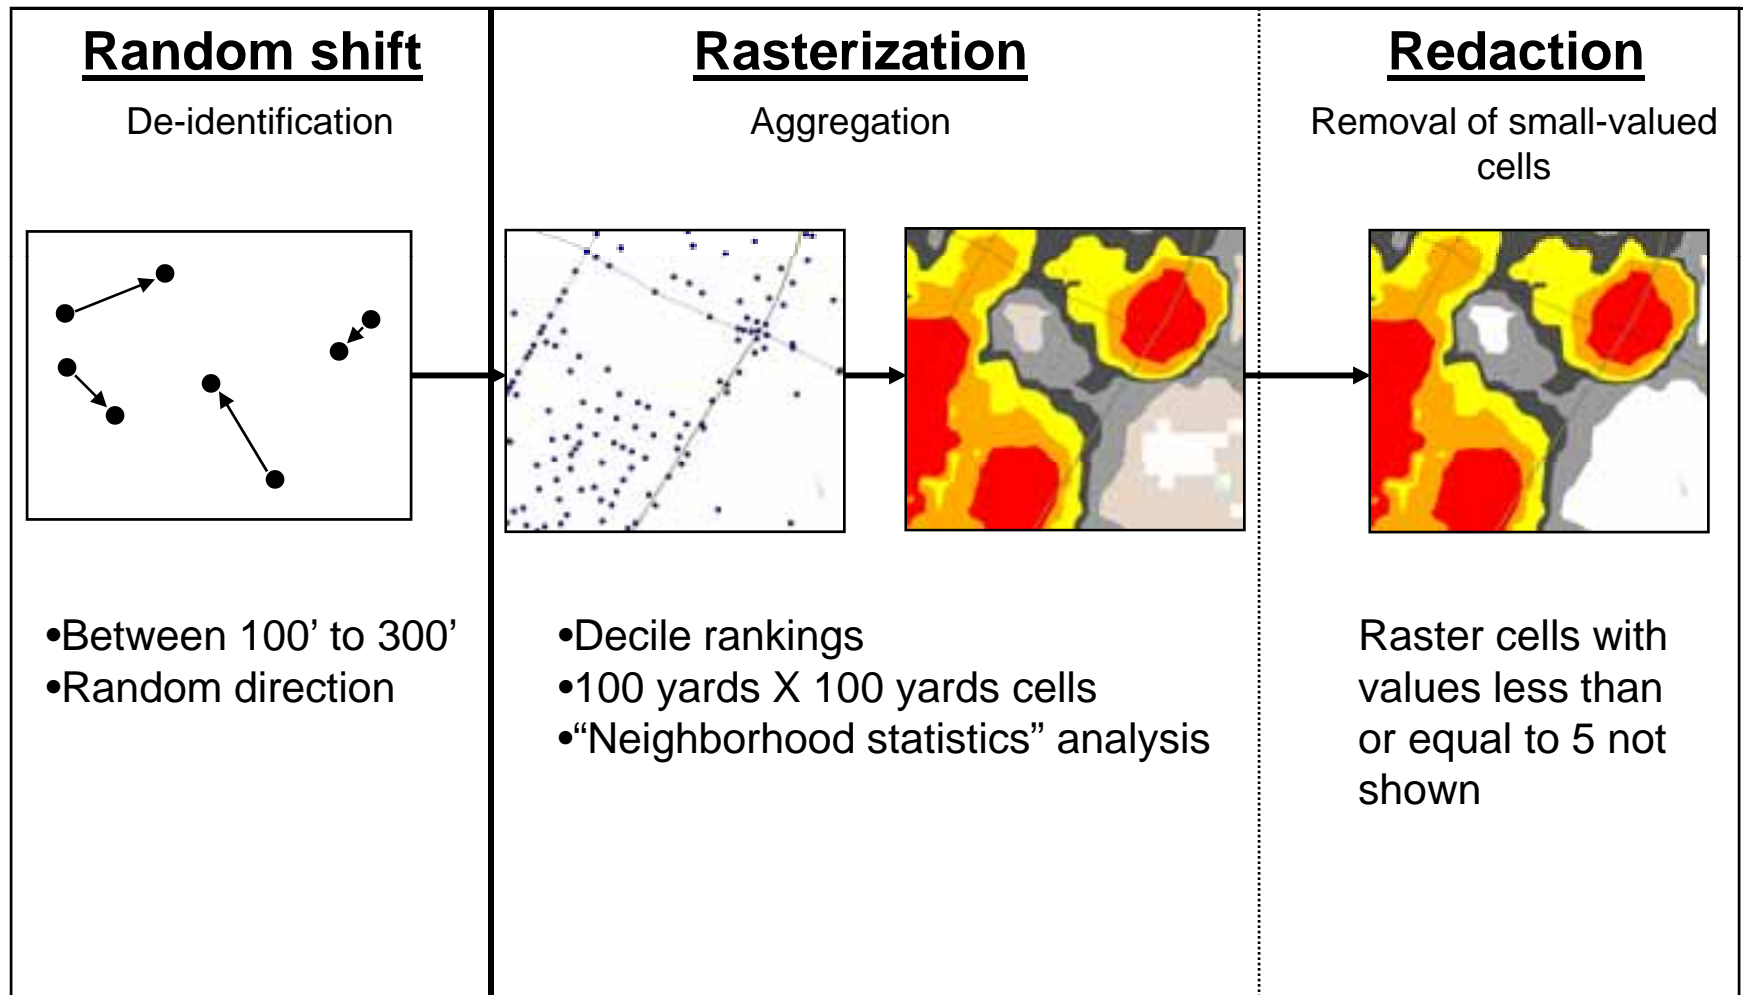 Random shift
De-identification
•Between 100’ to 300’
•Random direction
Rasterization
Aggregation
•Decile rankings
•100 yards X 100 yards cells
•“Neighborhood statistics” analysis
Redaction
Removal of small-valued
cells
Raster cells with
values less than
or equal to 5 not
shown